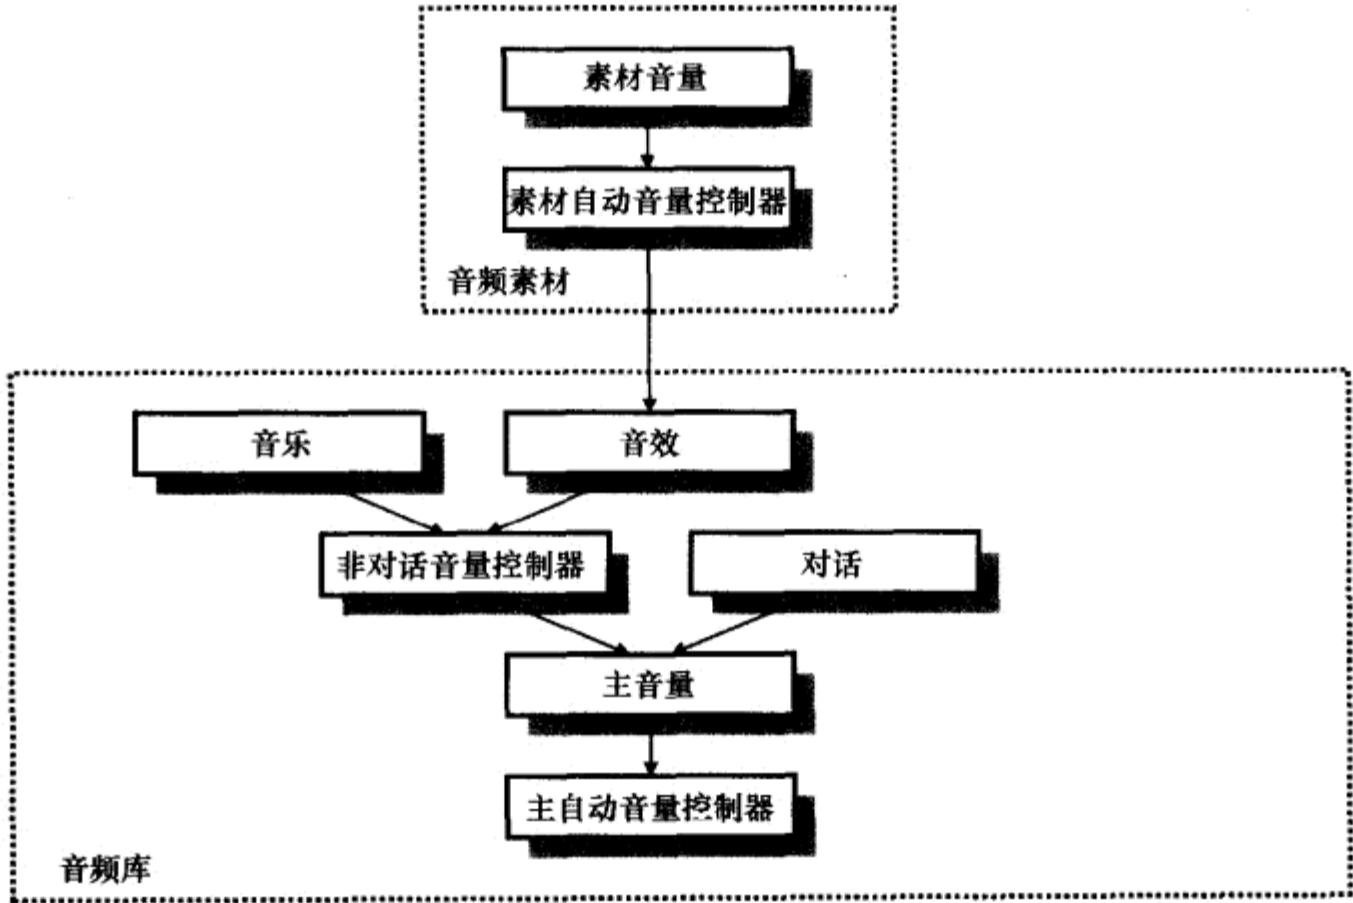 素材音量
素材自动音量控制器
音频素材
音乐
音效
非对话音量控制器
对话
主音量
主自动音量控制器
音频库